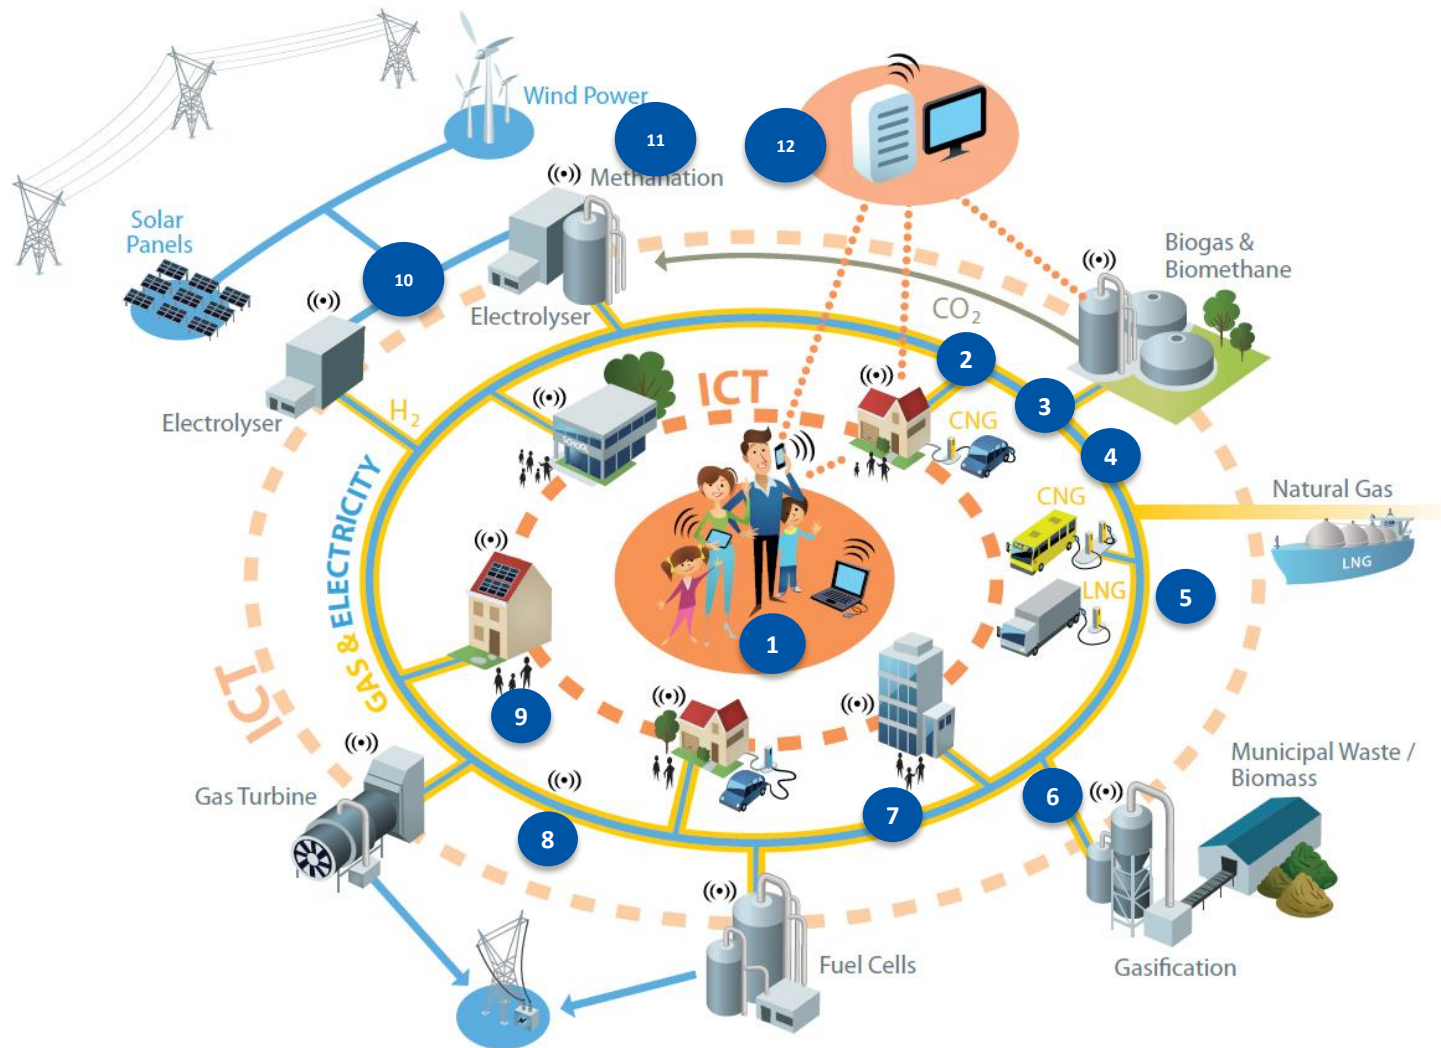 Wind Power
11
12
Methanation
Solar
Panels
10
Biogas &
Biomethane
Electrolyser
CO2
2
ICT
3
H2
CNG
Electrolyser
SCHOOL
4
GAS & ELECTRICITY
CNG
Natural Gas
LNG
LNG
5
1
ICT
9
Municipal Waste /
Biomass
Gas Turbine
6
7
8
Fuel Cells
Gasification